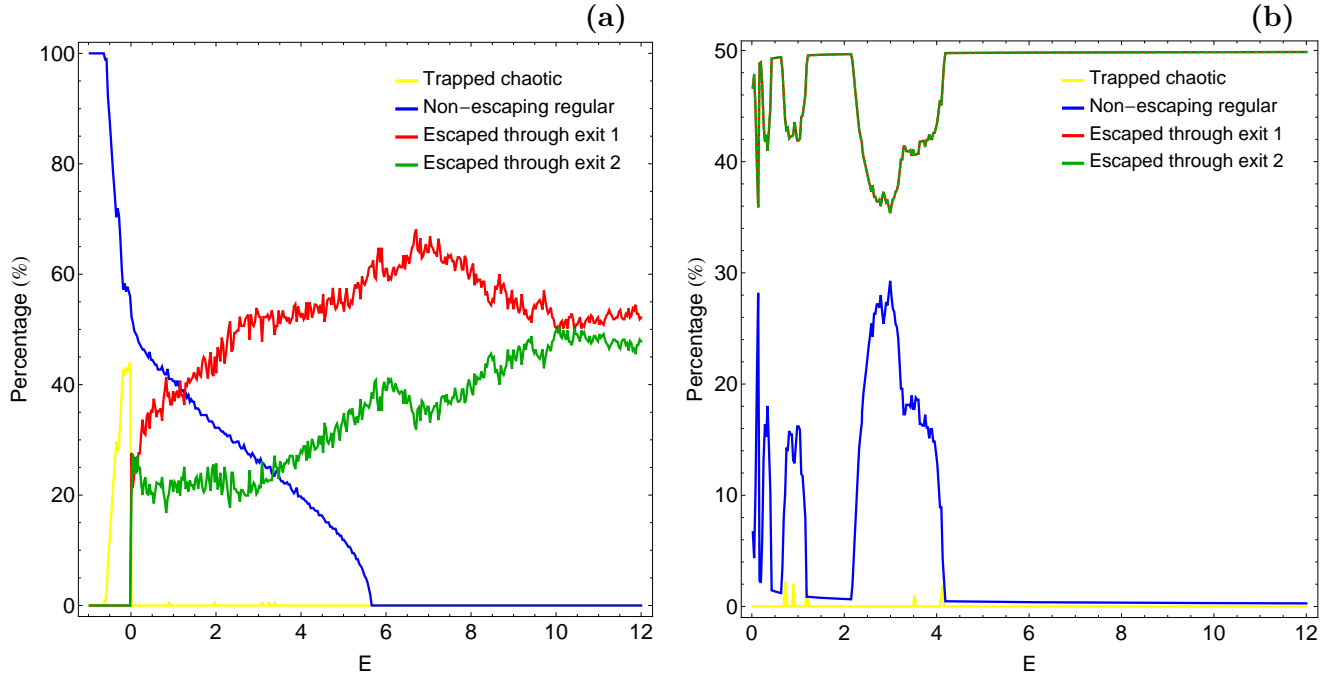 (a)
Percentage (%)
100
80
60
40
20
0
Trapped chaotic
Non−escaping regular
Escaped through exit 1
Escaped through exit 2
0 2 4 6 8 10 12
E
(b)
Percentage (%)
50
40
30
20
10
0
Trapped chaotic
Non−escaping regular
Escaped through exit 1
Escaped through exit 2
0 2 4 6 8 10 12
E